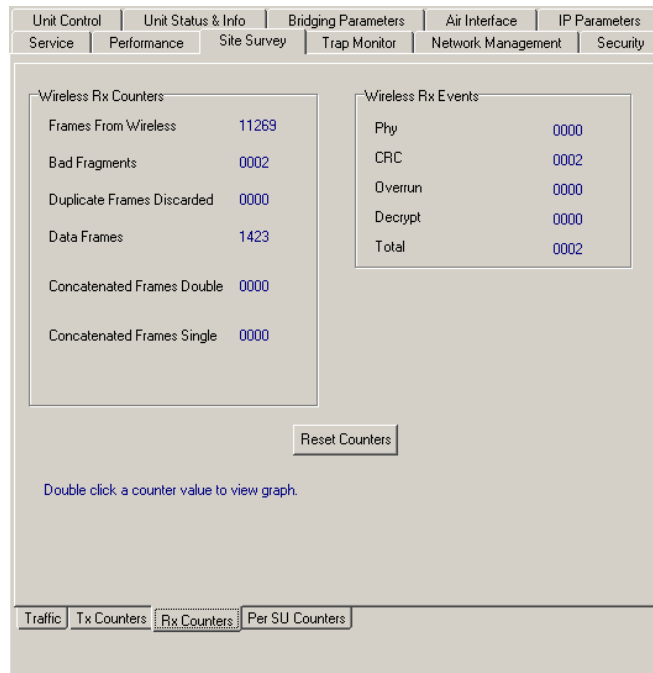 Unit Control Unit Status & Info Bridging Parameters Air Interface IP Parameters
Service Performance Site Survey Trap Monitor Network Management Security
Wireless Rx Counters
Frames From Wireless 11269
Bad Fragments 0002
Duplicate Frames Discarded 0000
Data Frames 1423
Concatenated Frames Double 0000
Concatenated Frames Single 0000
Wireless Rx Events
Phy 0000
CRC 0002
Overrun 0000
Decrypt 0000
Total 0002
Reset Counters
Double click a counter value to view graph.
Traffic Tx Counters Rx Counters Per SU Counters